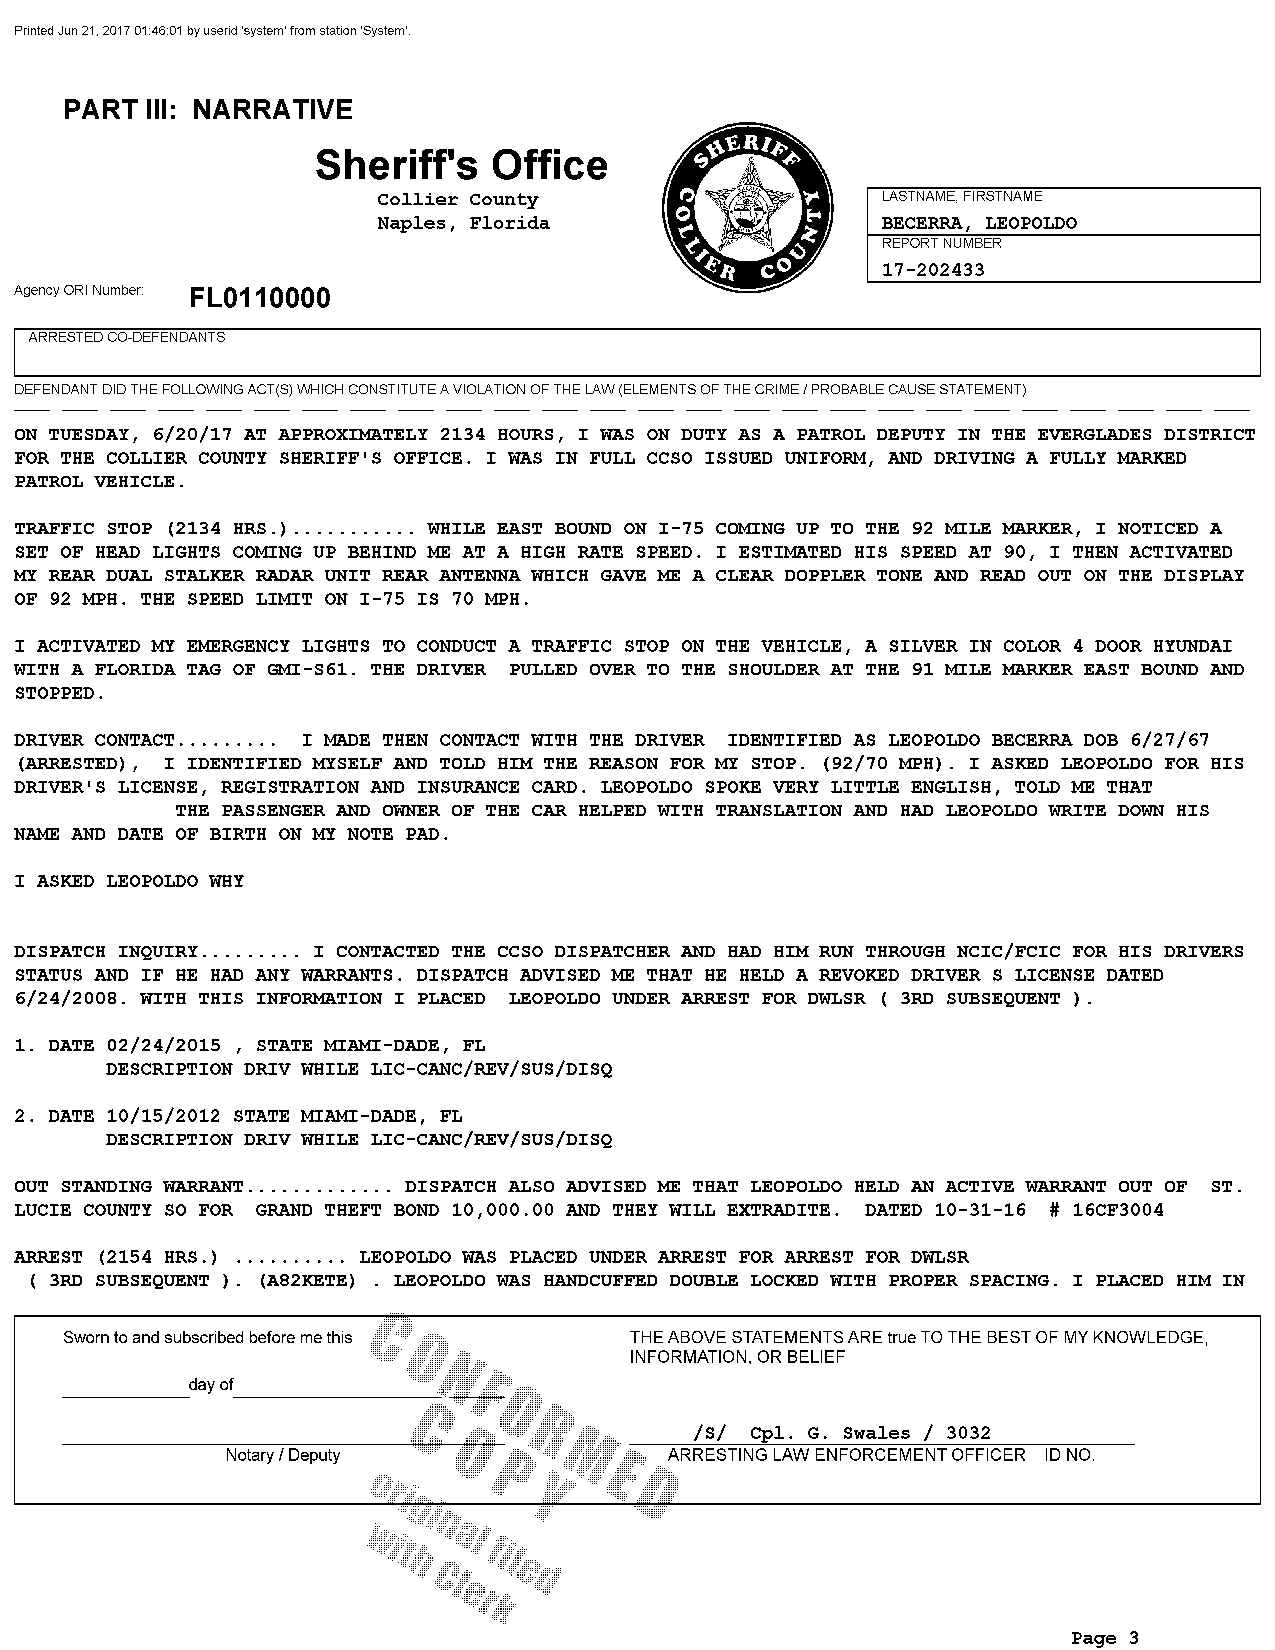 Printed Jun 21, 2017 01:46:01 by userid 'system' from station 'System'.
PART III: NARRATIVE
Sheriff's Office
Collier County
Naples, Florida
SHERIFF
COLLIER COUNTY
LASTNAME, FIRSTNAME
BECERRA, LEOPOLDO
REPORT NUMBER
17-202433
Agency ORI Number: FL0110000
ARRESTED CO-DEFENDANTS
DEFENDANT DID THE FOLLOWING ACT(S) WHICH CONSTITUTE A VIOLATION OF THE LAW (ELEMENTS OF THE CRIME / PROBABLE CAUSE STATEMENT)
ON TUESDAY, 6/20/17 AT APPROXIMATELY 2134 HOURS, I WAS ON DUTY AS A PATROL DEPUTY IN THE EVERGLADES DISTRICT
FOR THE COLLIER COUNTY SHERIFF'S OFFICE. I WAS IN FULL CCSO ISSUED UNIFORM, AND DRIVING A FULLY MARKED
PATROL VEHICLE.
TRAFFIC STOP (2134 HRS.)........... WHILE EAST BOUND ON I-75 COMING UP TO THE 92 MILE MARKER, I NOTICED A
SET OF HEAD LIGHTS COMING UP BEHIND ME AT A HIGH RATE SPEED. I ESTIMATED HIS SPEED AT 90, I THEN ACTIVATED
MY REAR DUAL STALKER RADAR UNIT REAR ANTENNA WHICH GAVE ME A CLEAR DOPPLER TONE AND READ OUT ON THE DISPLAY
OF 92 MPH. THE SPEED LIMIT ON I-75 IS 70 MPH.
I ACTIVATED MY EMERGENCY LIGHTS TO CONDUCT A TRAFFIC STOP ON THE VEHICLE, A SILVER IN COLOR 4 DOOR HYUNDAI
WITH A FLORIDA TAG OF GMI-S61. THE DRIVER PULLED OVER TO THE SHOULDER AT THE 91 MILE MARKER EAST BOUND AND
STOPPED.
DRIVER CONTACT......... I MADE THEN CONTACT WITH THE DRIVER IDENTIFIED AS LEOPOLDO BECERRA DOB 6/27/67
(ARRESTED), I IDENTIFIED MYSELF AND TOLD HIM THE REASON FOR MY STOP. (92/70 MPH). I ASKED LEOPOLDO FOR HIS
DRIVER'S LICENSE, REGISTRATION AND INSURANCE CARD. LEOPOLDO SPOKE VERY LITTLE ENGLISH, TOLD ME THAT
THE PASSENGER AND OWNER OF THE CAR HELPED WITH TRANSLATION AND HAD LEOPOLDO WRITE DOWN HIS
NAME AND DATE OF BIRTH ON MY NOTE PAD.
I ASKED LEOPOLDO WHY
DISPATCH INQUIRY......... I CONTACTED THE CCSO DISPATCHER AND HAD HIM RUN THROUGH NCIC/FCIC FOR HIS DRIVERS
STATUS AND IF HE HAD ANY WARRANTS. DISPATCH ADVISED ME THAT HE HELD A REVOKED DRIVER S LICENSE DATED
6/24/2008. WITH THIS INFORMATION I PLACED LEOPOLDO UNDER ARREST FOR DWLSR ( 3RD SUBSEQUENT ).
1. DATE 02/24/2015 , STATE MIAMI-DADE, FL
DESCRIPTION DRIV WHILE LIC-CANC/REV/SUS/DISQ
2. DATE 10/15/2012 STATE MIAMI-DADE, FL
DESCRIPTION DRIV WHILE LIC-CANC/REV/SUS/DISQ
OUT STANDING WARRANT............. DISPATCH ALSO ADVISED ME THAT LEOPOLDO HELD AN ACTIVE WARRANT OUT OF ST.
LUCIE COUNTY SO FOR GRAND THEFT BOND 10,000.00 AND THEY WILL EXTRADITE. DATED 10-31-16 # 16CF3004
ARREST (2154 HRS.) .......... LEOPOLDO WAS PLACED UNDER ARREST FOR ARREST FOR DWLSR
( 3RD SUBSEQUENT ). (A82KETE) . LEOPOLDO WAS HANDCUFFED DOUBLE LOCKED WITH PROPER SPACING. I PLACED HIM IN
Sworn to and subscribed before me this
day of
Notary / Deputy
THE ABOVE STATEMENTS ARE true TO THE BEST OF MY KNOWLEDGE,
INFORMATION, OR BELIEF
/S/ Cpl. G. Swales / 3032
ARRESTING LAW ENFORCEMENT OFFICER ID NO.
CONFORMED
COPY
Original filed
with Clerk
Page 3